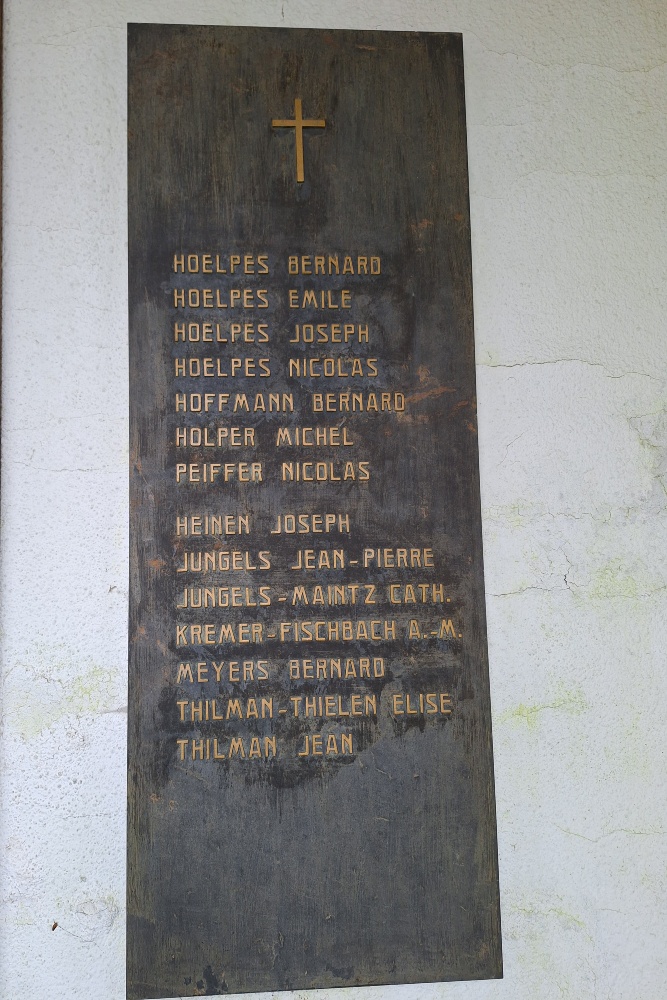 HOELPES BERNARD
HOELPES EMILE
HOELPES JOSEPH
HOELPES NICOLAS
HOFFMANN BERNARD
HOLPER MICHEL
PEIFFER NICOLAS
HEINEN JOSEPH
JUNGELS JEAN-PIERRE
JUNGELS-MAINTZ CATH.
KREMER-FISCHBACH A.-M.
MEYERS BERNARD
THILMAN-THIELEN ELISE
THILMAN JEAN